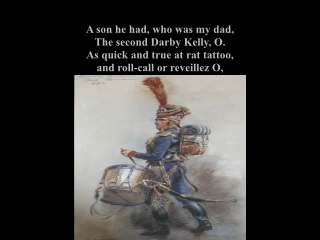 A son he had, who was my dad,
The second Darby Kelly, O.
As quick and true at rat tattoo,
and roll-call or reveillez O,